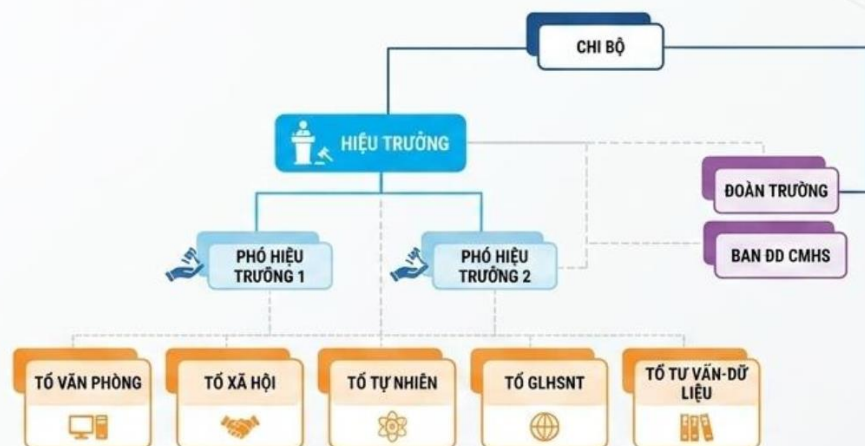 CHI BỘ
HIỆU TRƯỞNG
ĐOÀN TRƯỜNG
PHÓ HIỆU
TRƯỞNG 1
PHÓ HIỆU
TRƯỞNG 2
BAN ĐD CMHS
TỔ VĂN PHÒNG
TỔ XÃ HỘI
TỔ TỰ NHIÊN
TỔ GLHSNT
TỔ TƯ VẤN-DỮ
LIỆU